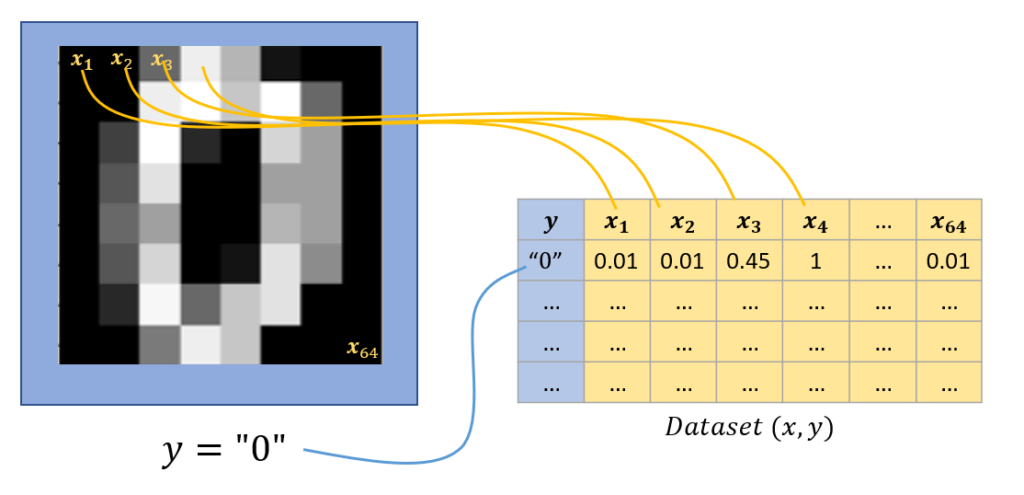 x₁ x₂ x₃
x₆₄
y = "0"
y x₁ x₂ x₃ x₄ ... x₆₄
“0” 0.01 0.01 0.45 1 ... 0.01
... ... ... ... ... ... ...
... ... ... ... ... ... ...
... ... ... ... ... ... ...
Dataset (x, y)